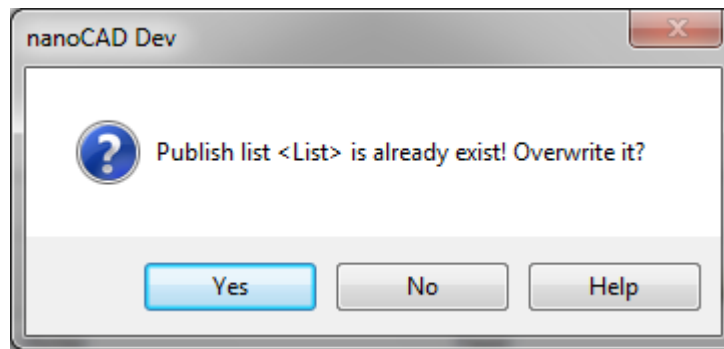 nanoCAD Dev
Publish list <List> is already exist! Overwrite it?
Yes
No
Help